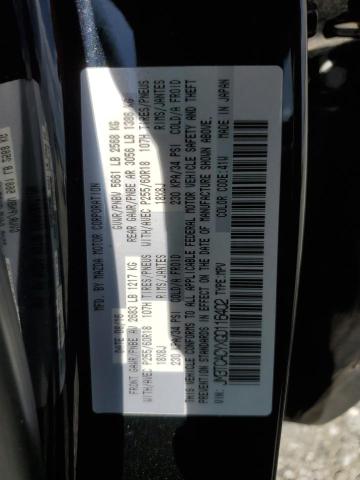 MFD. BY MAZDA MOTOR CORPORATION
DATE: 08/16 GVWR/PNBV 5661 LB 2568 KG
FRONT GAWR/PNBE AV 2683 LB 1217 KG REAR GAWR/PNBE AR 3056 LB 1386 KG
WITH/AVEC P255/60R18 107H TIRES/PNEUS WITH/AVEC P255/60R18 107H TIRES/PNEUS
18X8J RIMS/JANTES 18X8J RIMS/JANTES
230 KPA/34 PSI COLD/A FROID 230 KPA/34 PSI COLD/A FROID
THIS VEHICLE CONFORMS TO ALL APPLICABLE FEDERAL MOTOR VEHICLE SAFETY, BUMPER, AND THEFT PREVENTION STANDARDS IN EFFECT ON THE DATE OF MANUFACTURE SHOWN ABOVE.
MADE IN JAPAN
VIN: TYPE: MPV COLOR CODE: 41W